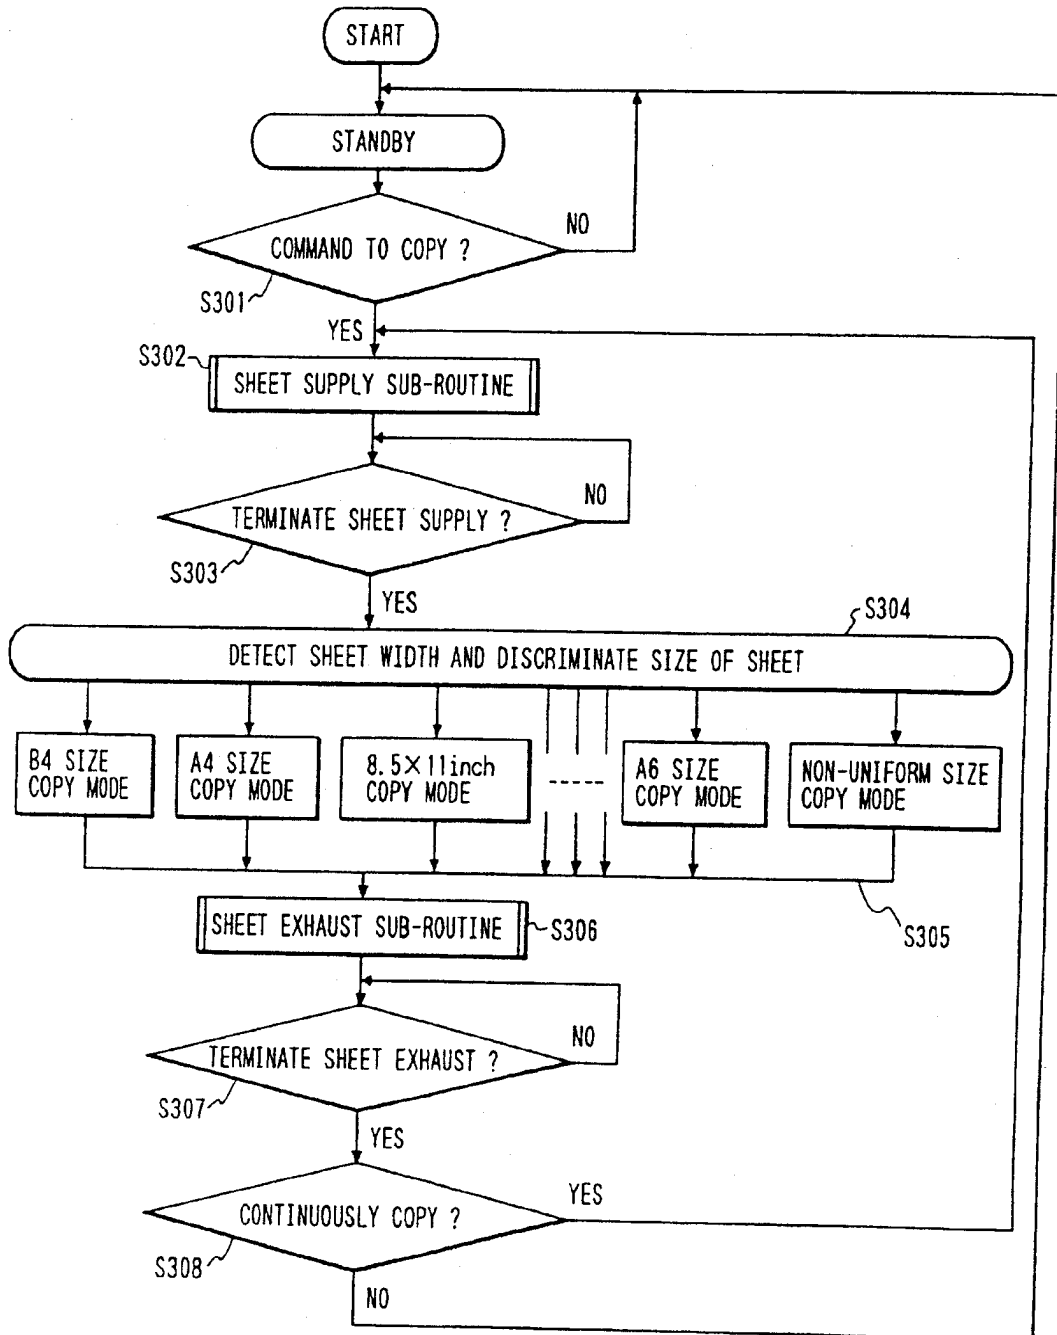 START
STANDBY
COMMAND TO COPY ?
NO
S301
YES
S302
SHEET SUPPLY SUB-ROUTINE
TERMINATE SHEET SUPPLY ?
NO
S303
YES
S304
DETECT SHEET WIDTH AND DISCRIMINATE SIZE OF SHEET
B4 SIZE
COPY MODE
A4 SIZE
COPY MODE
8.5×11inch
COPY MODE
-----
A6 SIZE
COPY MODE
NON-UNIFORM SIZE
COPY MODE
S305
SHEET EXHAUST SUB-ROUTINE
S306
TERMINATE SHEET EXHAUST ?
NO
S307
YES
CONTINUOUSLY COPY ?
YES
S308
NO